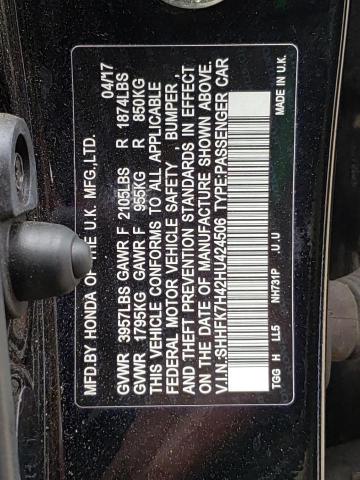 MFD.BY HONDA OF THE U.K. MFG.,LTD. 04/17
GVWR 3957LBS GAWR F 2105LBS R 1874LBS
GVWR 1795KG GAWR F 955KG R 850KG
THIS VEHICLE CONFORMS TO ALL APPLICABLE
FEDERAL MOTOR VEHICLE SAFETY , BUMPER ,
AND THEFT PREVENTION STANDARDS IN EFFECT
ON THE DATE OF MANUFACTURE SHOWN ABOVE.
V.I.N.:SHHFK7H42HU424506 TYPE:PASSENGER CAR
TGG H LL5 NH731P J U MADE IN U.K.